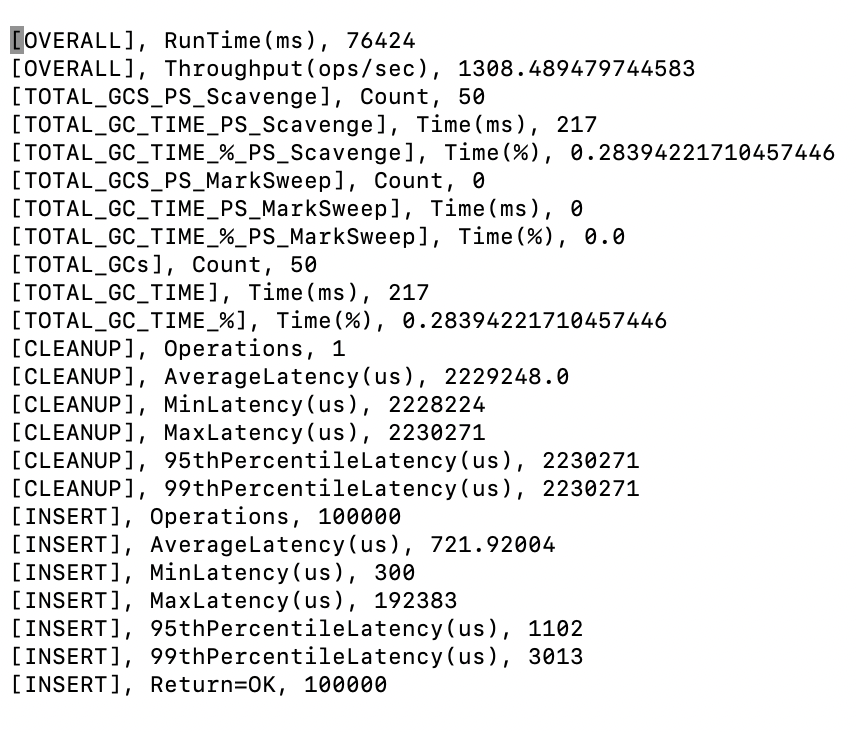 [OVERALL], RunTime(ms), 76424
[OVERALL], Throughput(ops/sec), 1308.489479744583
[TOTAL_GCS_PS_Scavenge], Count, 50
[TOTAL_GC_TIME_PS_Scavenge], Time(ms), 217
[TOTAL_GC_TIME_%_PS_Scavenge], Time(%), 0.28394221710457446
[TOTAL_GCS_PS_MarkSweep], Count, 0
[TOTAL_GC_TIME_PS_MarkSweep], Time(ms), 0
[TOTAL_GC_TIME_%_PS_MarkSweep], Time(%), 0.0
[TOTAL_GCs], Count, 50
[TOTAL_GC_TIME], Time(ms), 217
[TOTAL_GC_TIME_%], Time(%), 0.28394221710457446
[CLEANUP], Operations, 1
[CLEANUP], AverageLatency(us), 2229248.0
[CLEANUP], MinLatency(us), 2228224
[CLEANUP], MaxLatency(us), 2230271
[CLEANUP], 95thPercentileLatency(us), 2230271
[CLEANUP], 99thPercentileLatency(us), 2230271
[INSERT], Operations, 100000
[INSERT], AverageLatency(us), 721.92004
[INSERT], MinLatency(us), 300
[INSERT], MaxLatency(us), 192383
[INSERT], 95thPercentileLatency(us), 1102
[INSERT], 99thPercentileLatency(us), 3013
[INSERT], Return=OK, 100000